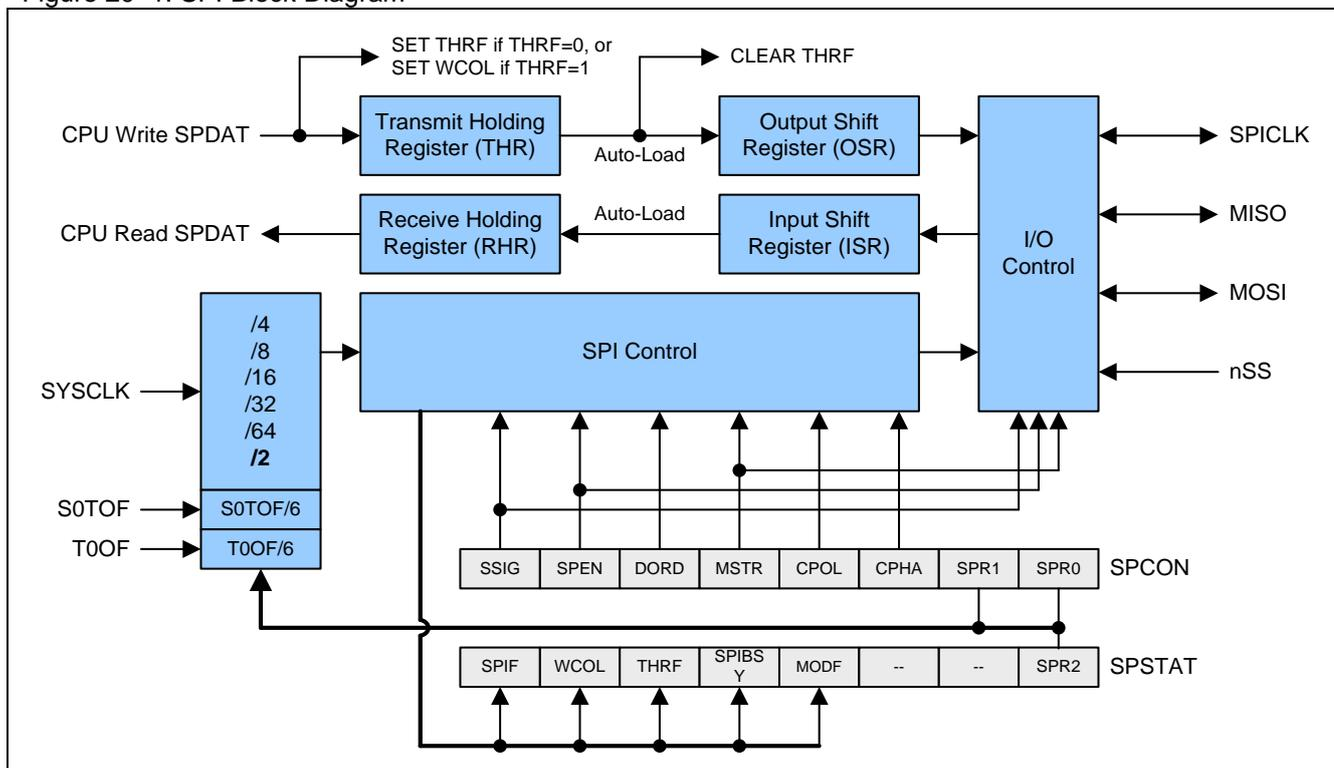 SET THRF if THRF=0, or
SET WCOL if THRF=1
CLEAR THRF
CPU Write SPDAT
Transmit Holding
Register (THR)
Auto-Load
Output Shift
Register (OSR)
SPICLK
CPU Read SPDAT
Receive Holding
Register (RHR)
Auto-Load
Input Shift
Register (ISR)
I/O
Control
MISO
MOSI
nSS
SYSCLK
/4
/8
/16
/32
/64
/2
SPI Control
S0TOF
S0TOF/6
T0OF
T0OF/6
SSIG SPEN DORD MSTR CPOL CPHA SPR1 SPR0 SPCON
SPIF WCOL THRF SPIBS
Y MODF -- -- SPR2 SPSTAT